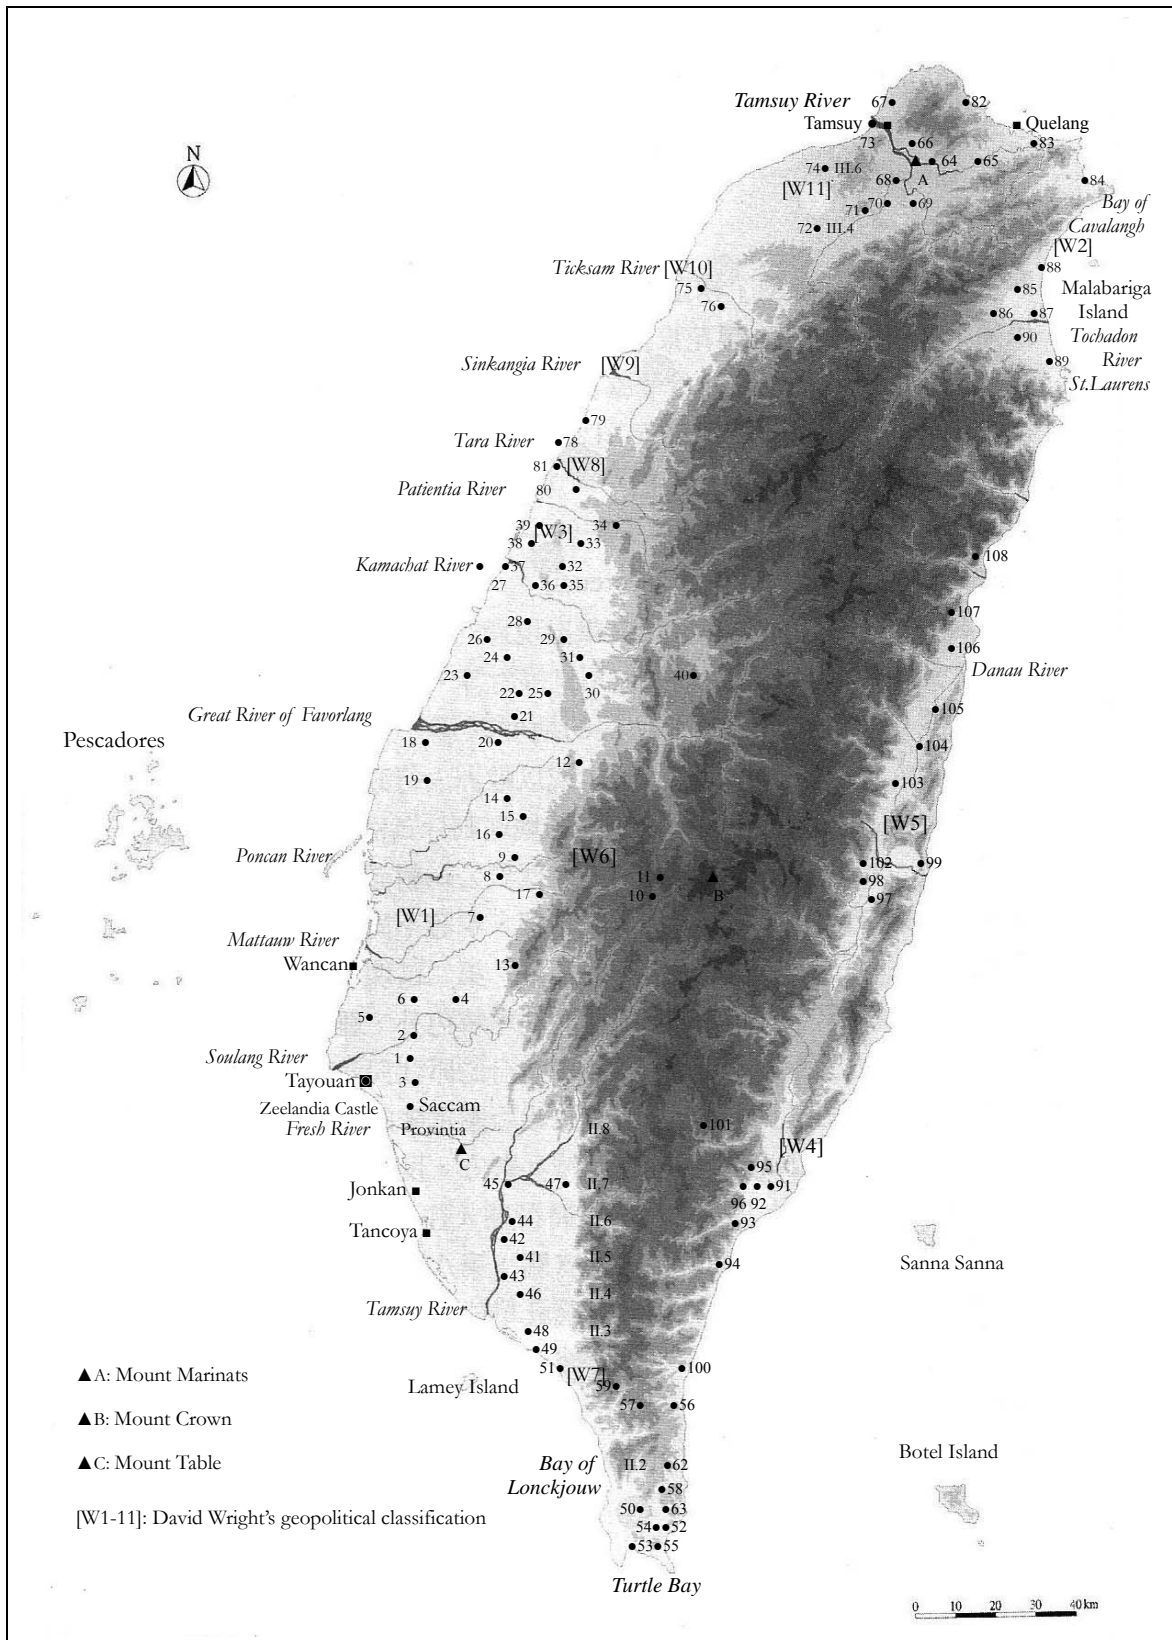 Tamsuy River 67 82
Tamsuy Quelang
73 66 83
74 III.6 64 65
[W11] 68 A 84
71 70 69 Bay of
72 III.4 Cavalangh
[W2]
Ticksam River [W10] 88
75 85 Malabariga
76 86 87 Island
Tochadon
90 River
Sinkangia River [W9] 89
St.Laurens
79
Tara River 78
81 [W8]
Patientia River 80
39 34
38 [W3] 33
108
Kamachat River 37 32
27 36 35
107
28
26 29 106
24 31
23 40 Danau River
30
22 25
21 105
Great River of Favorlang
Pescadores 18 20 104
12
19 103
14
15
16 [W5]
Poncan River 9 [W6] 102 99
8 11 98
17 10 B 97
[W1] 7
Mattauw River
Wancan 13
6 4
5
2
Soulang River 1
Tayouan 3
Zeelandia Castle Saccam
Fresh River Provintia II.8 101
C [W4]
95
Jonkan 45 47 II.7 91
96 92
44 II.6 93
Tancoya 42
41 II.5 Sanna Sanna
94
43
46 II.4
Tamsuy River
48 II.3
49
51 100
▲A: Mount Marinats [W7]
Lamey Island 59
57 56
▲B: Mount Crown
Botel Island
▲C: Mount Table Bay of II.2 62
Lonckjouw 58
50 63
[W1-11]: David Wright's geopolitical classification
54 52
53 55
Turtle Bay
0 10 20 30 40 km
N